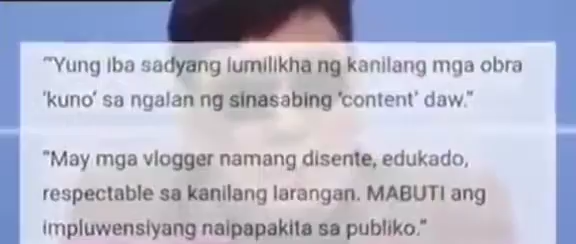 "Yung iba sadyang lumilikha ng kanilang mga obra
'kuno' sa ngalan ng sinasabing 'content' daw."
"May mga vlogger namang disente, edukado,
respectable sa kanilang larangan. MABUTI ang
impluwensiyang naipapakita sa publiko."